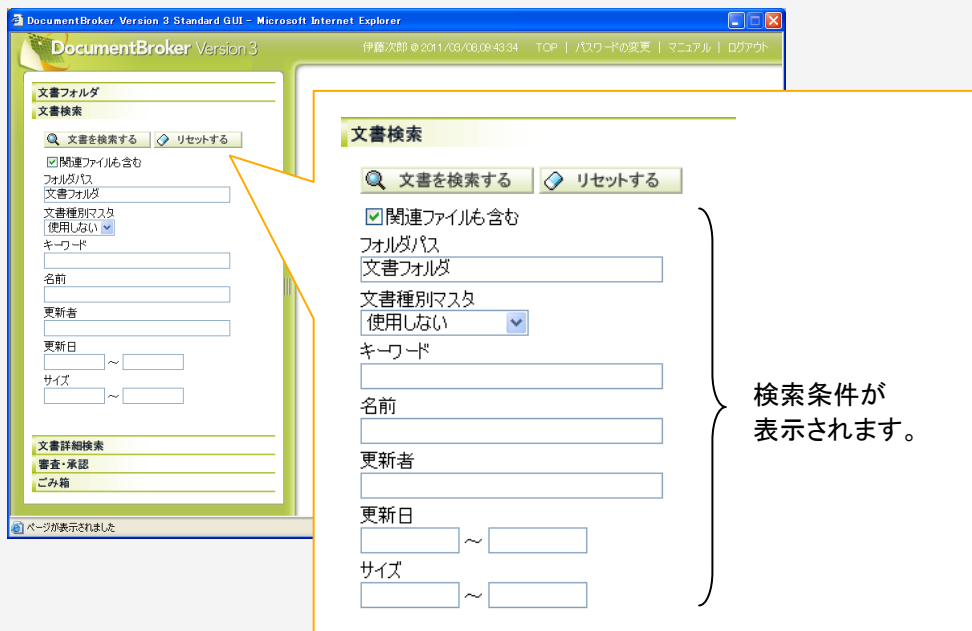 DocumentBroker Version 3 Standard GUI - Microsoft Internet Explorer
DocumentBroker Version 3
伊藤次郎@2011/03/08,09:43:34 TOP | パスワードの変更 | マニュアル | ログアウト
文書フォルダ
文書検索
文書を検索する リセットする
関連ファイルも含む
フォルダパス
文書フォルダ
文書種別マスタ
使用しない
キーワード
名前
更新者
更新日
～
サイズ
～
文書詳細検索
審査・承認
ごみ箱
ページが表示されました
文書検索
文書を検索する リセットする
関連ファイルも含む
フォルダパス
文書フォルダ
文書種別マスタ
使用しない
キーワード
名前
更新者
更新日
～
サイズ
～
検索条件が
表示されます。